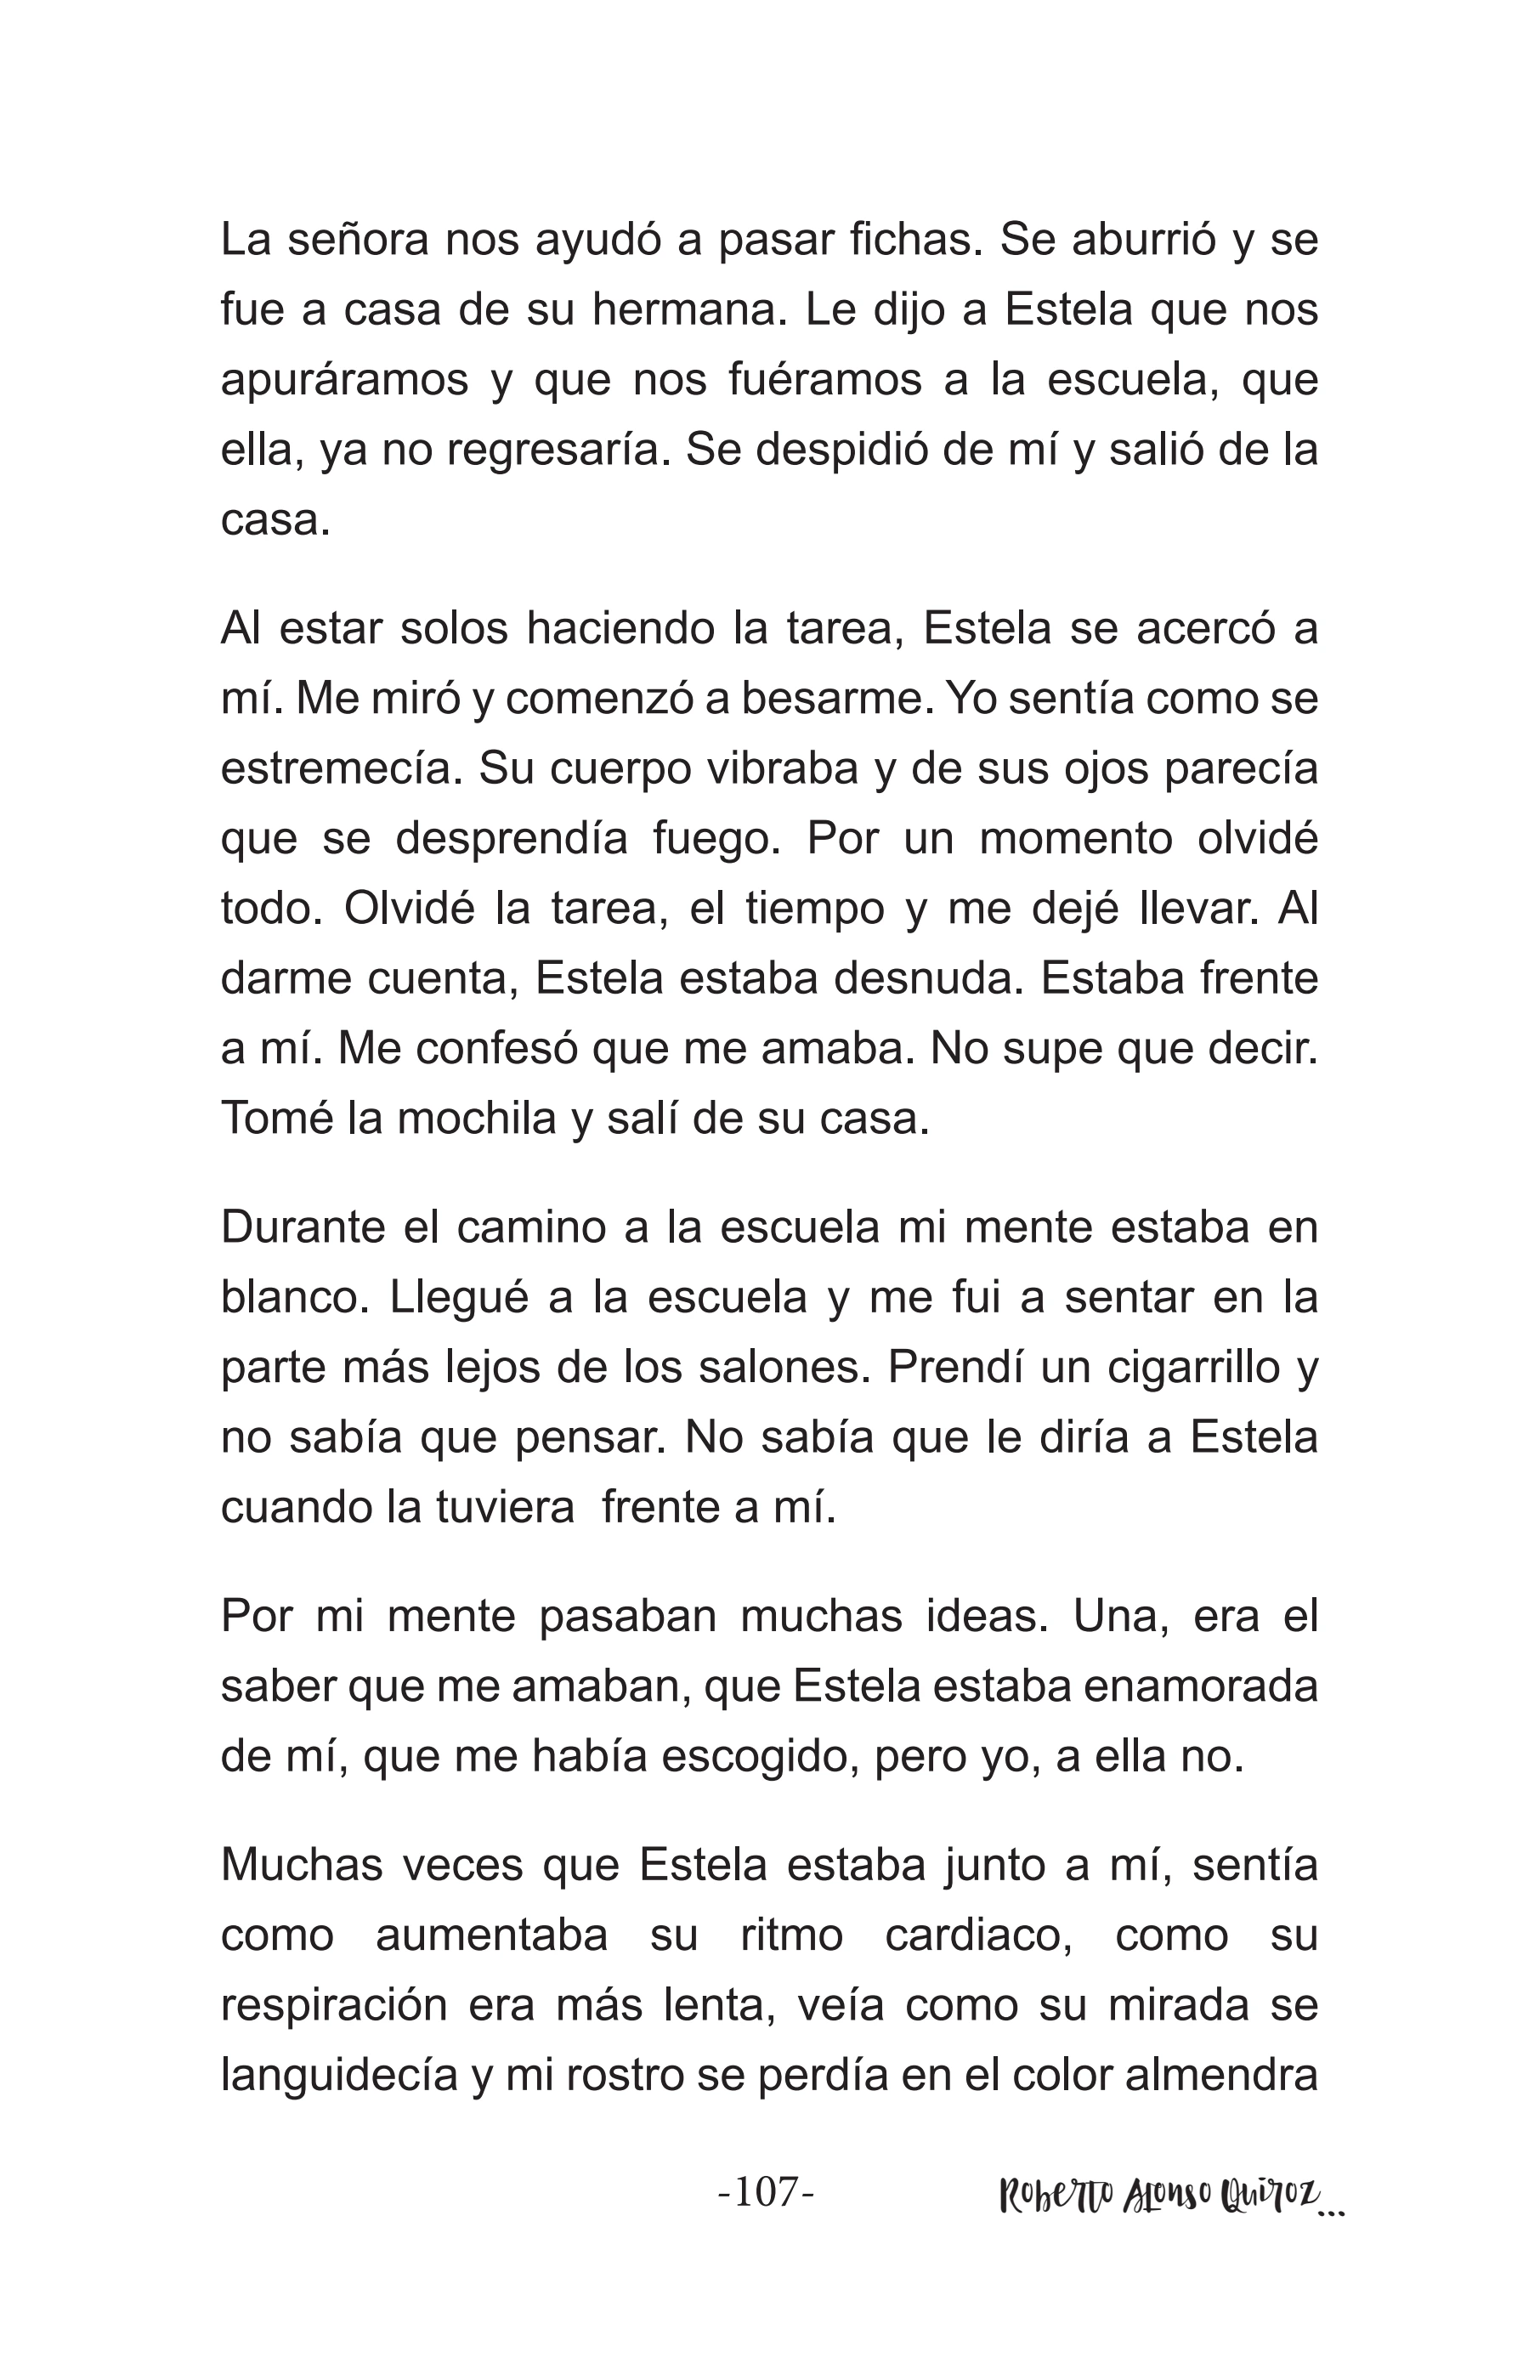 La señora nos ayudó a pasar fichas. Se aburrió y se
fue a casa de su hermana. Le dijo a Estela que nos
apuráramos y que nos fuéramos a la escuela, que
ella, ya no regresaría. Se despidió de mí y salió de la
casa.
Al estar solos haciendo la tarea, Estela se acercó a
mí. Me miró y comenzó a besarme. Yo sentía como se
estremecía. Su cuerpo vibraba y de sus ojos parecía
que se desprendía fuego. Por un momento olvidé
todo. Olvidé la tarea, el tiempo y me dejé llevar. Al
darme cuenta, Estela estaba desnuda. Estaba frente
a mí. Me confesó que me amaba. No supe que decir.
Tomé la mochila y salí de su casa.
Durante el camino a la escuela mi mente estaba en
blanco. Llegué a la escuela y me fui a sentar en la
parte más lejos de los salones. Prendí un cigarrillo y
no sabía que pensar. No sabía que le diría a Estela
cuando la tuviera  frente a mí.
Por mi mente pasaban muchas ideas. Una, era el
saber que me amaban, que Estela estaba enamorada
de mí, que me había escogido, pero yo, a ella no.
Muchas veces que Estela estaba junto a mí, sentía
como aumentaba su ritmo cardiaco, como su
respiración era más lenta, veía como su mirada se
languidecía y mi rostro se perdía en el color almendra
-107- Roberto Alonso Quiroz...